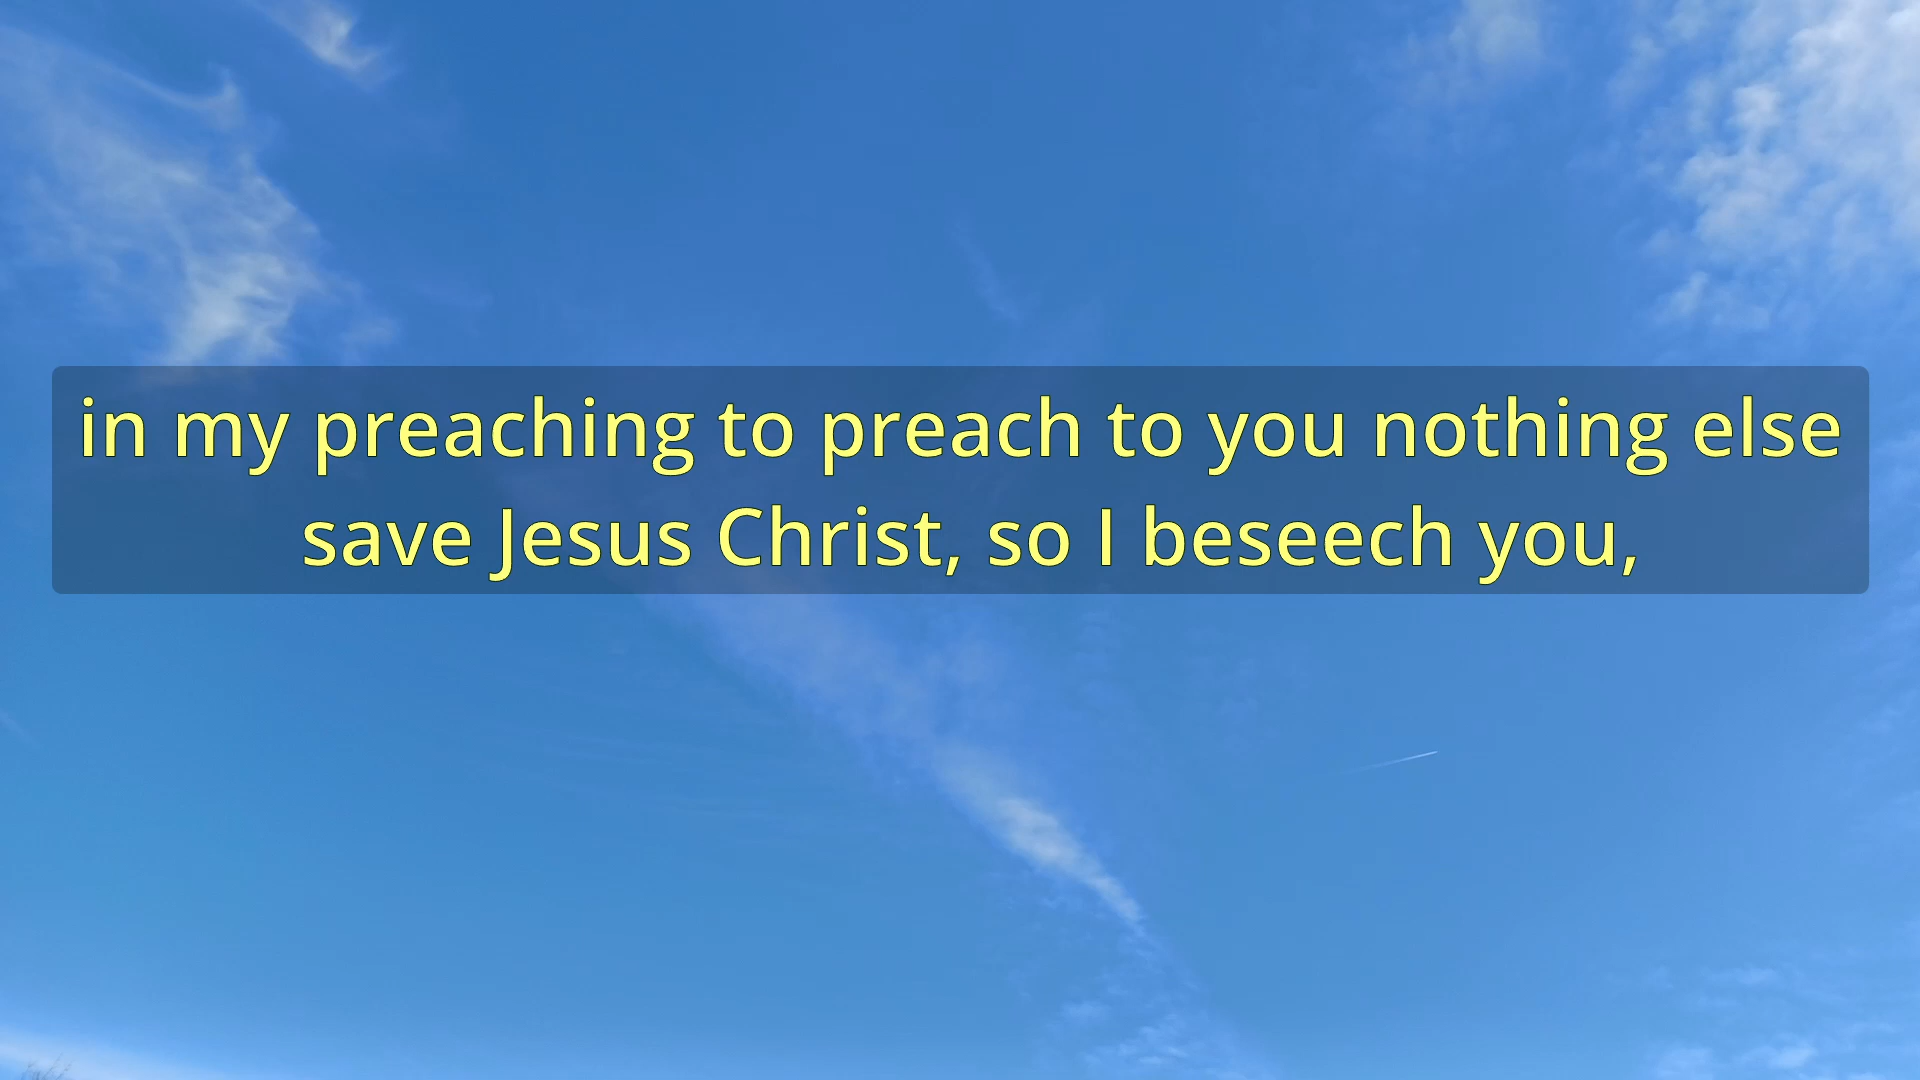 in my preaching to preach to you nothing else
save Jesus Christ, so I beseech you,